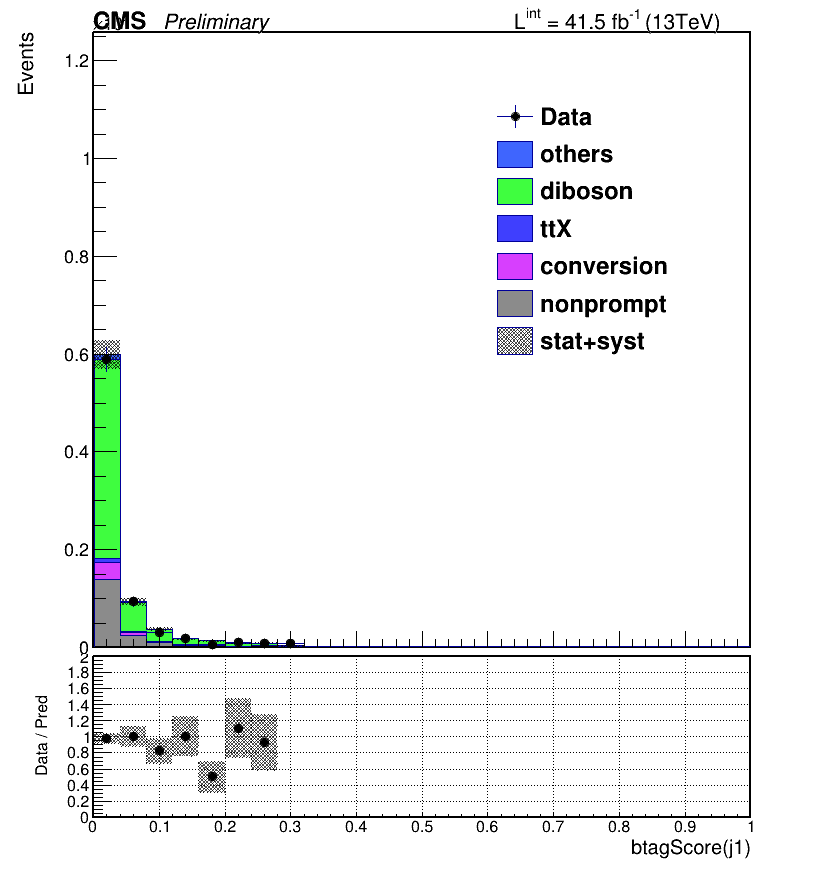 CMS Preliminary L^int = 41.5 fb^-1 (13TeV)
Events
1.2
1
0.8
0.6
0.4
0.2
0
Data
others
diboson
ttX
conversion
nonprompt
stat+syst
Data / Pred
2
1.8
1.6
1.4
1.2
1.0
0.8
0.6
0.4
0.2
0
0 0.1 0.2 0.3 0.4 0.5 0.6 0.7 0.8 0.9 1
btagScore(j1)